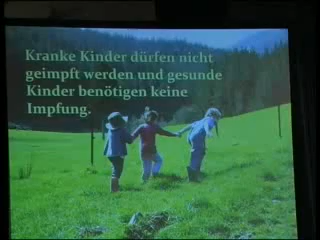 Kranke Kinder dürfen nicht
geimpft werden und gesunde
Kinder benötigen keine
Impfung.